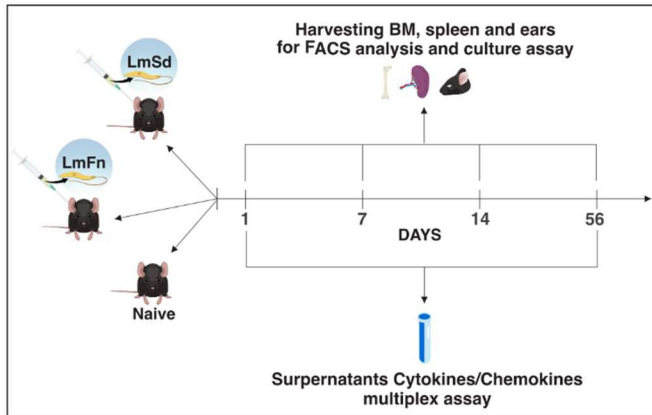 Harvesting BM, spleen and ears
for FACS analysis and culture assay
LmSd
LmFn
Naive
1 7 14 56
DAYS
Surpernatants Cytokines/Chemokines
multiplex assay